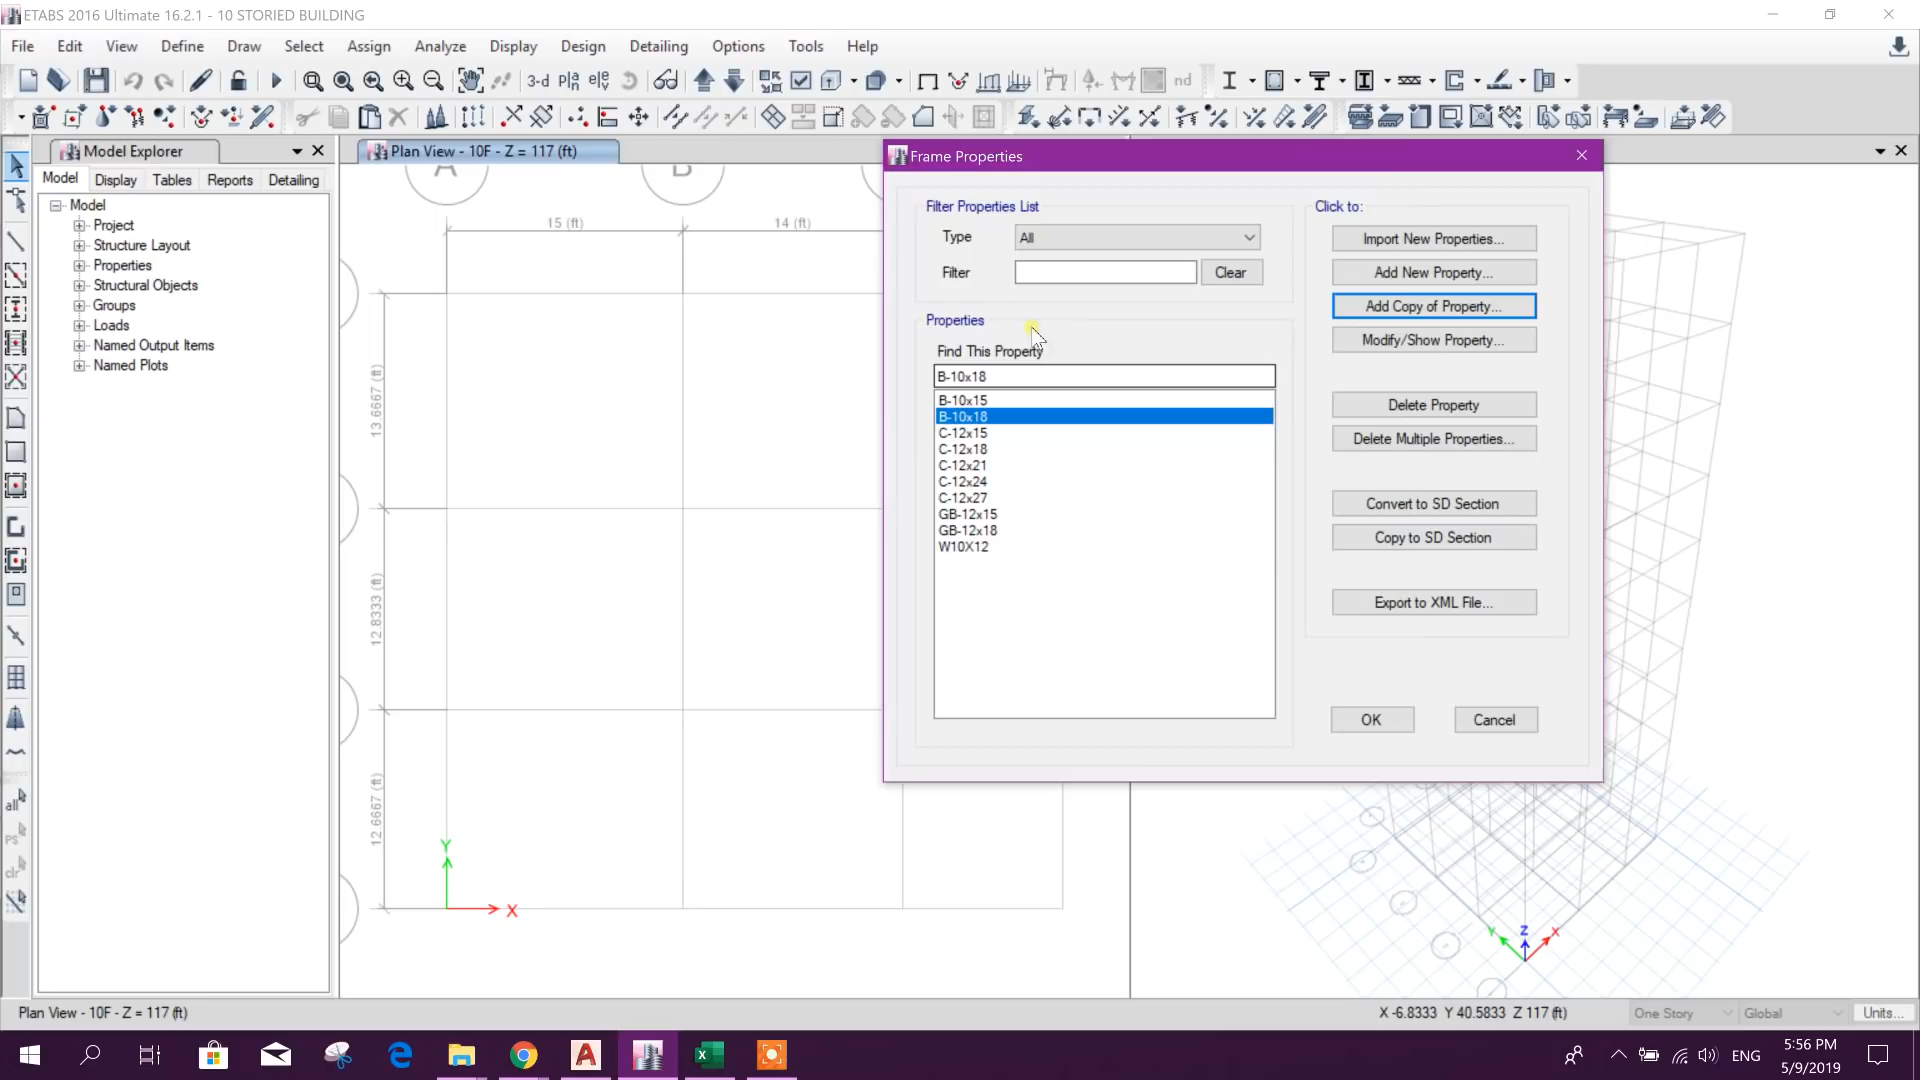 ETABS 2016 Ultimate 16.2.1 - 10 STORIED BUILDING
File Edit View Define Draw Select Assign Analyze Display Design Detailing Options Tools Help
3-d nd
Model Explorer
Plan View - 10F - Z = 117 (ft)
Model Display Tables Reports Detailing
Model
Project
Structure Layout
Properties
Structural Objects
Groups
Loads
Named Output Items
Named Plots
all
PS
clr
A
B
15 (ft)
14 (ft)
13.6667 (ft)
12.8333 (ft)
12.6667 (ft)
Y
X
Frame Properties
Filter Properties List
Type All
Filter Clear
Properties
Find This Property
B-10x18
B-10x15
B-10x18
C-12x15
C-12x18
C-12x21
C-12x24
C-12x27
GB-12x15
GB-12x18
W10X12
Click to:
Import New Properties...
Add New Property...
Add Copy of Property...
Modify/Show Property...
Delete Property
Delete Multiple Properties...
Convert to SD Section
Copy to SD Section
Export to XML File...
OK Cancel
Y Z X
Plan View - 10F - Z = 117 (ft)
X -6.8333 Y 40.5833 Z 117 (ft)
One Story Global Units...
ENG
5:56 PM
5/9/2019